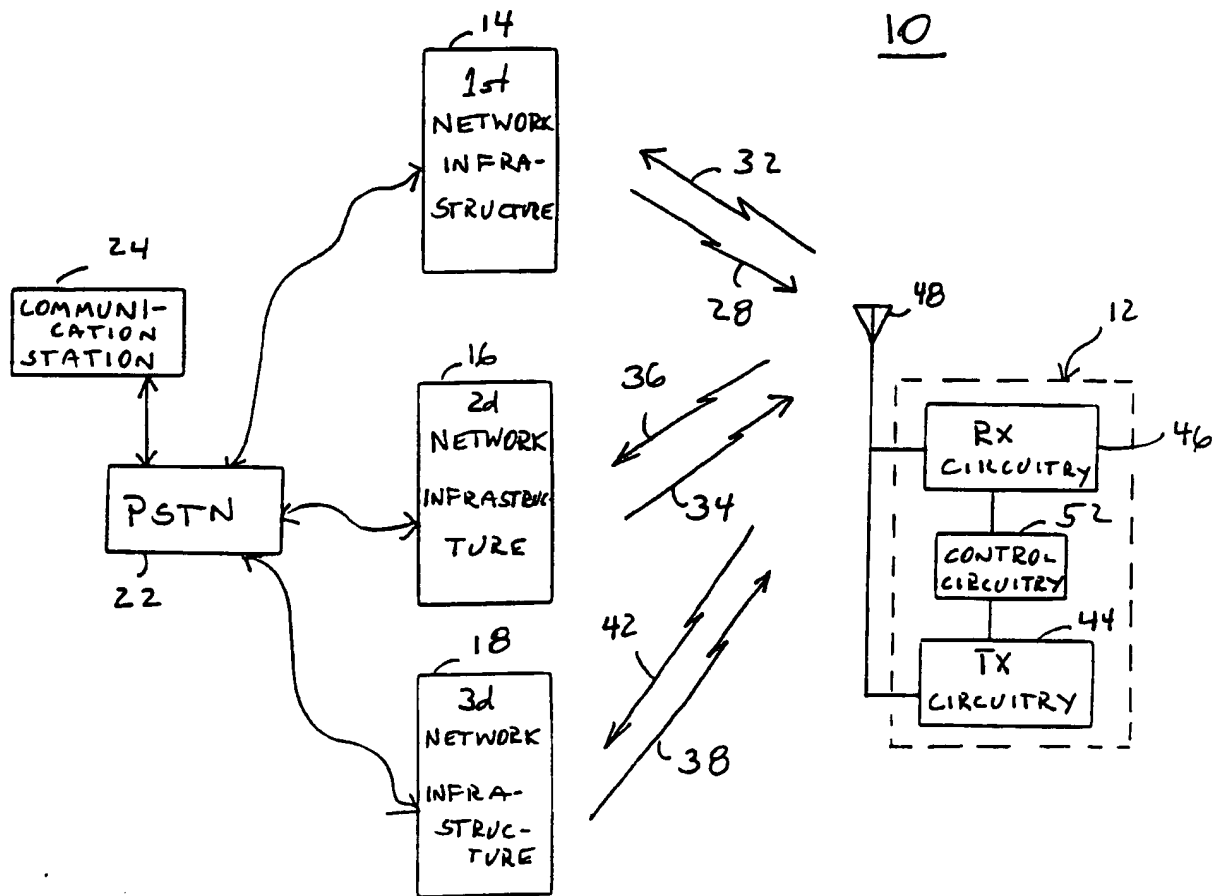 10
14
1st
NETWORK
INFRA-
STRUCTURE
32
28
24
COMMUNI-
CATION
STATION
16
2d
NETWORK
INFRASTRUC-
TURE
36
34
PSTN
22
18
3d
NETWORK
INFRA-
STRUC-
TURE
42
38
48
12
RX
CIRCUITRY
46
52
CONTROL
CIRCUITRY
44
TX
CIRCUITRY